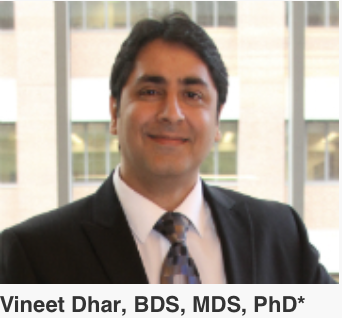 Vineet Dhar, BDS, MDS, PhD*